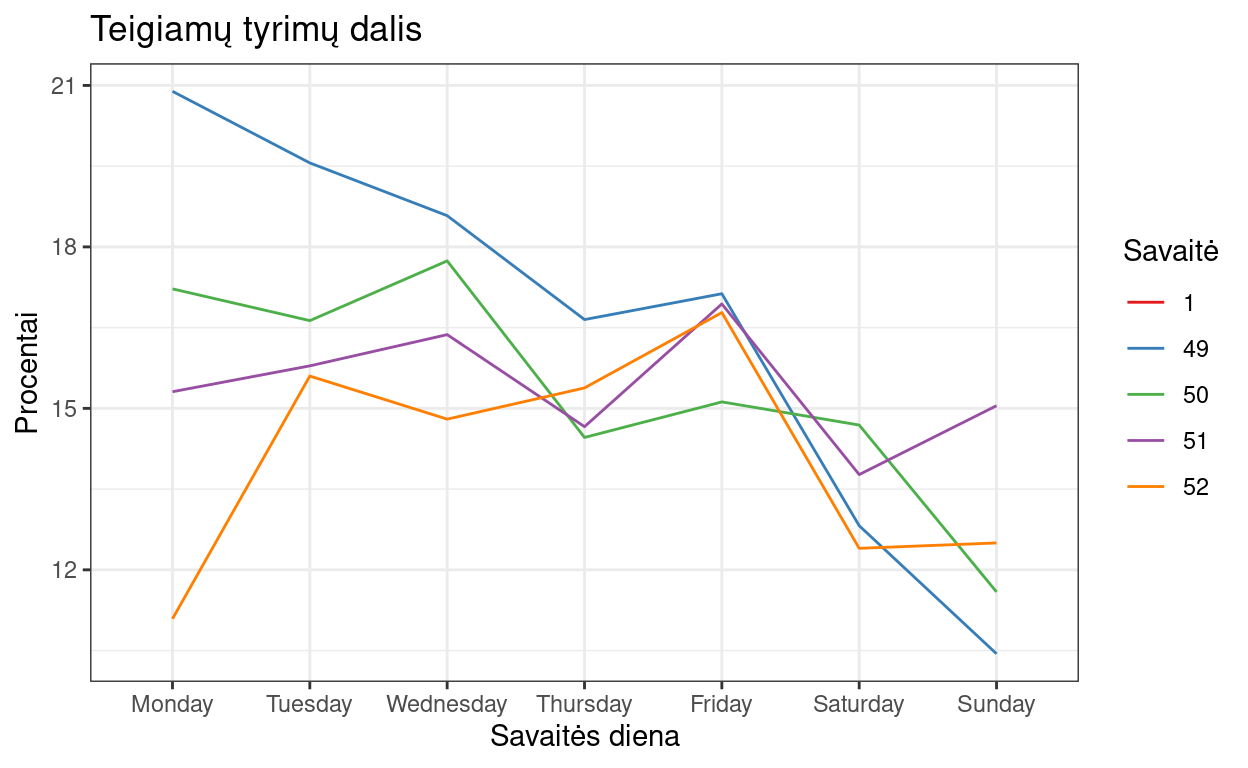 Teigiamų tyrimų dalis
Procentai
21
18
15
12
Monday Tuesday Wednesday Thursday Friday Saturday Sunday
Savaitės diena
Savaitė
1
49
50
51
52